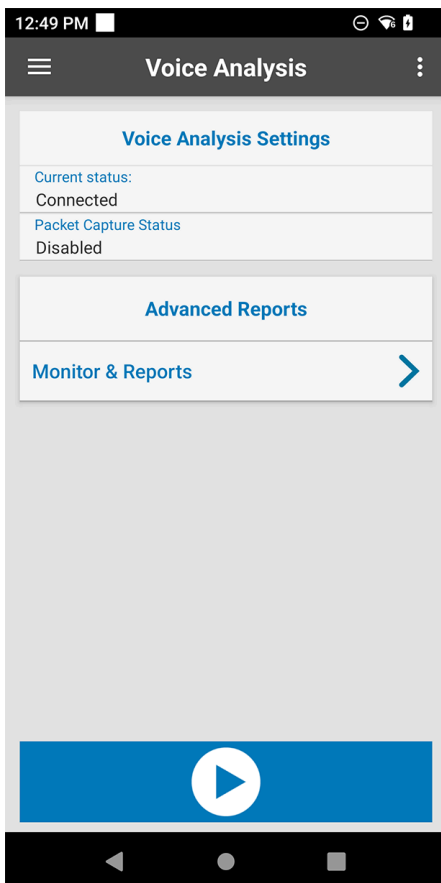 12:49 PM
Voice Analysis
Voice Analysis Settings
Current status:
Connected
Packet Capture Status
Disabled
Advanced Reports
Monitor & Reports